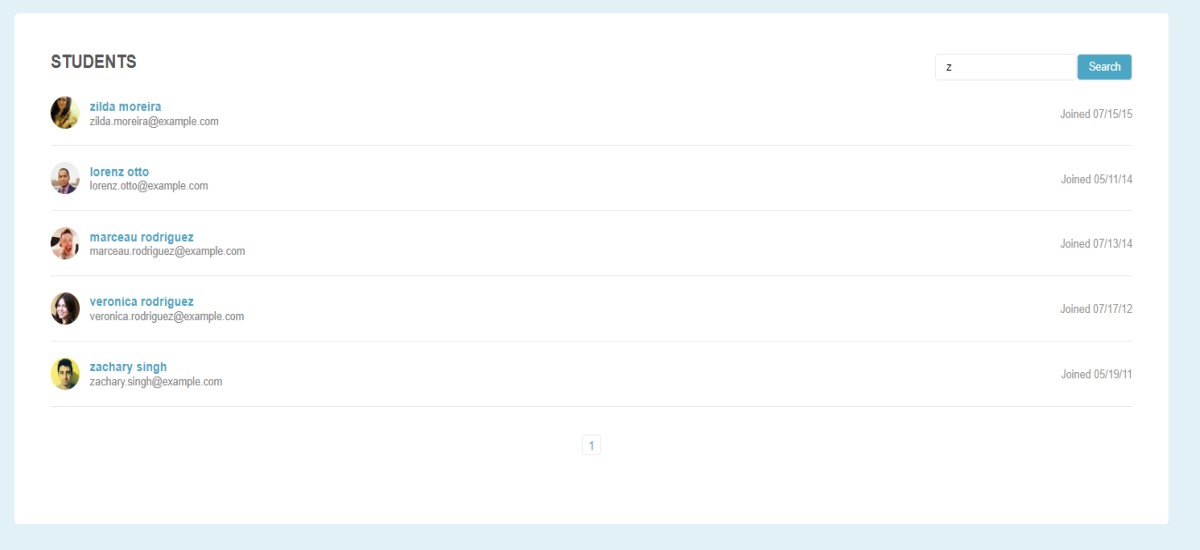 STUDENTS
z
Search
zilda moreira
zilda.moreira@example.com
Joined 07/15/15
lorenz otto
lorenz.otto@example.com
Joined 05/11/14
marceau rodriguez
marceau.rodriguez@example.com
Joined 07/13/14
veronica rodriguez
veronica.rodriguez@example.com
Joined 07/17/12
zachary singh
zachary.singh@example.com
Joined 05/19/11
1